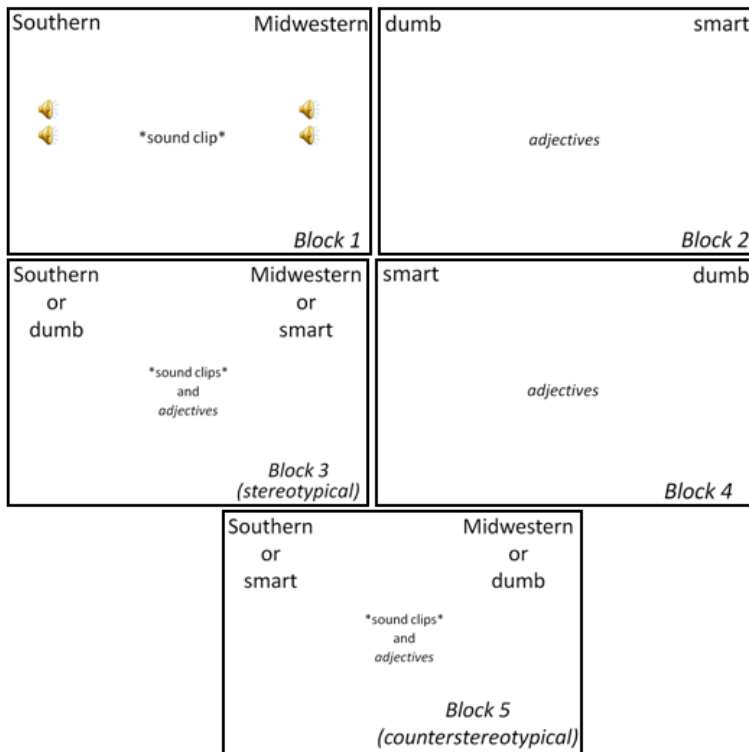 Southern Midwestern
*sound clip*
Block 1
dumb smart
adjectives
Block 2
Southern
or
dumb
Midwestern
or
smart
*sound clips*
and
adjectives
Block 3
(stereotypical)
smart dumb
adjectives
Block 4
Southern
or
smart
Midwestern
or
dumb
*sound clips*
and
adjectives
Block 5
(counterstereotypical)